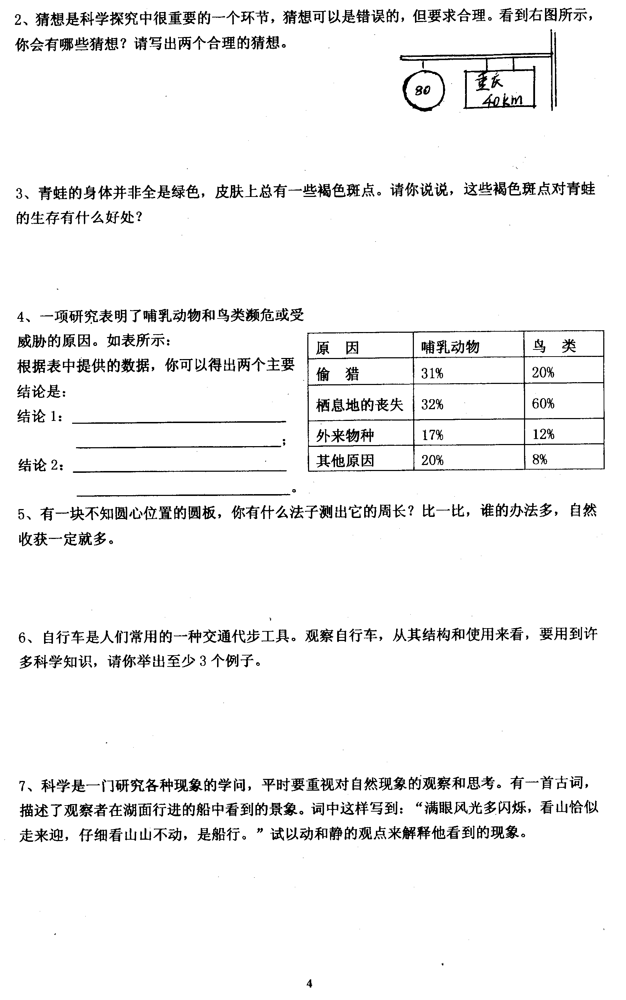 2、猜想是科学探究中很重要的一个环节，猜想可以是错误的，但要求合理。看到右图所示，
你会有哪些猜想？请写出两个合理的猜想。
80
重庆
40km
3、青蛙的身体并非全是绿色，皮肤上总有一些褐色斑点。请你说说，这些褐色斑点对青蛙
的生存有什么好处？
4、一项研究表明了哺乳动物和鸟类濒危或受
威胁的原因。如表所示：
根据表中提供的数据，你可以得出两个主要
结论是：
结论 1：
；
结论 2：
。
原 因 哺乳动物 鸟 类
偷 猎 31% 20%
栖息地的丧失 32% 60%
外来物种 17% 12%
其他原因 20% 8%
5、有一块不知圆心位置的圆板，你有什么法子测出它的周长？比一比，谁的办法多，自然
收获一定就多。
6、自行车是人们常用的一种交通代步工具。观察自行车，从其结构和使用来看，要用到许
多科学知识，请你举出至少 3 个例子。
7、科学是一门研究各种现象的学问，平时要重视对自然现象的观察和思考。有一首古词，
描述了观察者在湖面行进的船中看到的景象。词中这样写到：“满眼风光多闪烁，看山恰似
走来迎，仔细看山山不动，是船行。”试以动和静的观点来解释他看到的现象。
4